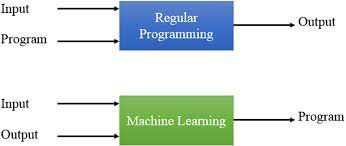 Input
Program
Regular
Programming
Output
Input
Output
Machine Learning
Program